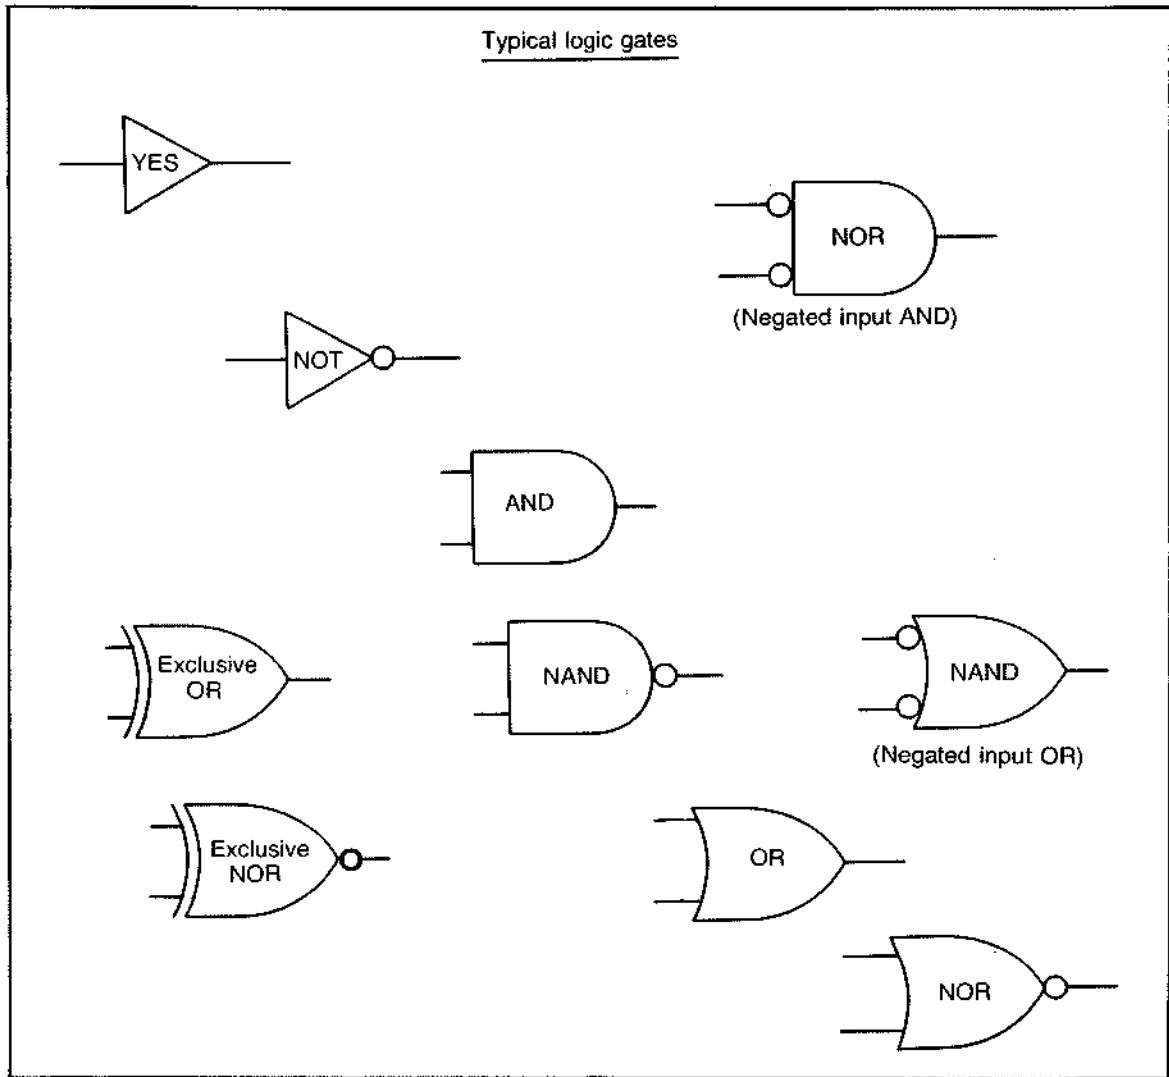 Typical logic gates
YES
NOR
(Negated input AND)
NOT
AND
Exclusive
OR
NAND
NAND
(Negated input OR)
Exclusive
NOR
OR
NOR